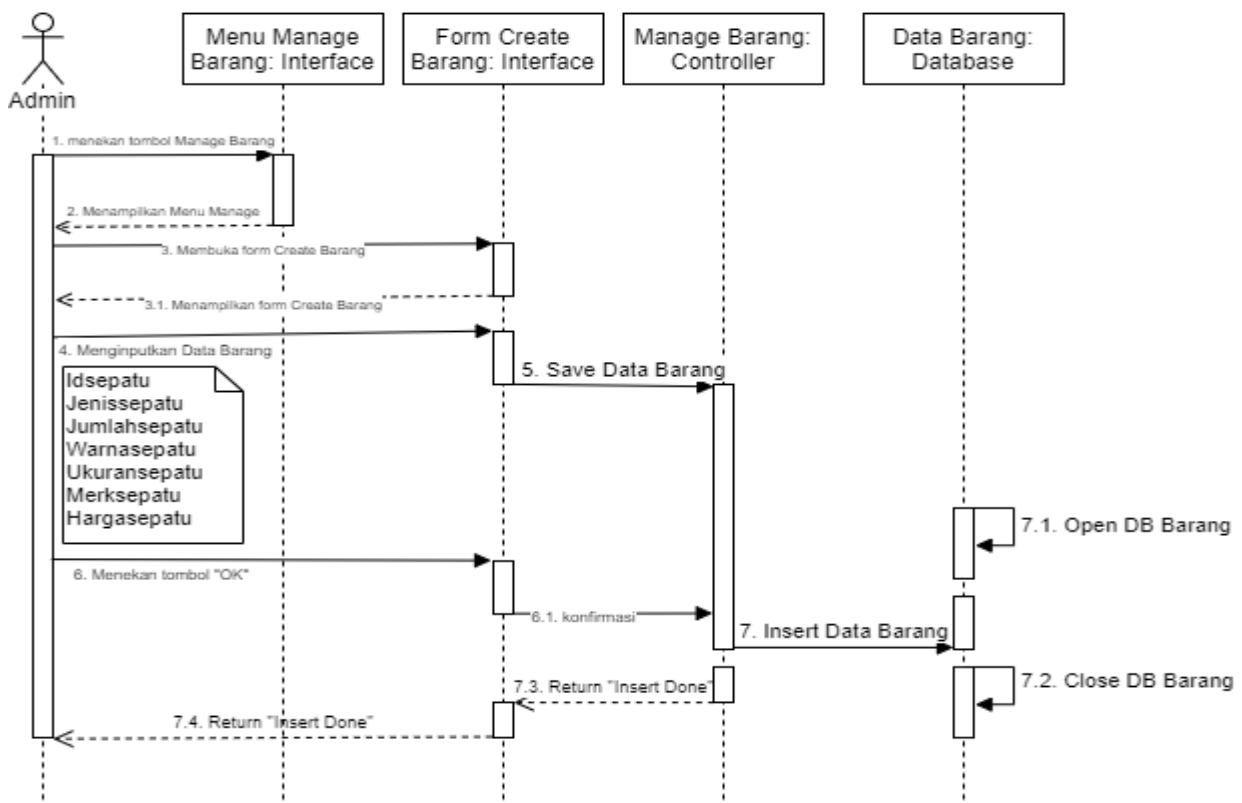 Menu Manage
Barang: Interface
Form Create
Barang: Interface
Manage Barang:
Controller
Data Barang:
Database
Admin
1. menekan tombol Manage Barang
2. Menampilkan Menu Manage
3. Membuka form Create Barang
3.1. Menampilkan form Create Barang
4. Menginputkan Data Barang
5. Save Data Barang
Idsepatu
Jenissepatu
Jumlahsepatu
Warnasepatu
Ukuransepatu
Merksepatu
Hargasepatu
7.1. Open DB Barang
6. Menekan tombol "OK"
6.1. konfirmasi
7. Insert Data Barang
7.2. Close DB Barang
7.3. Return "Insert Done"
7.4. Return "Insert Done"